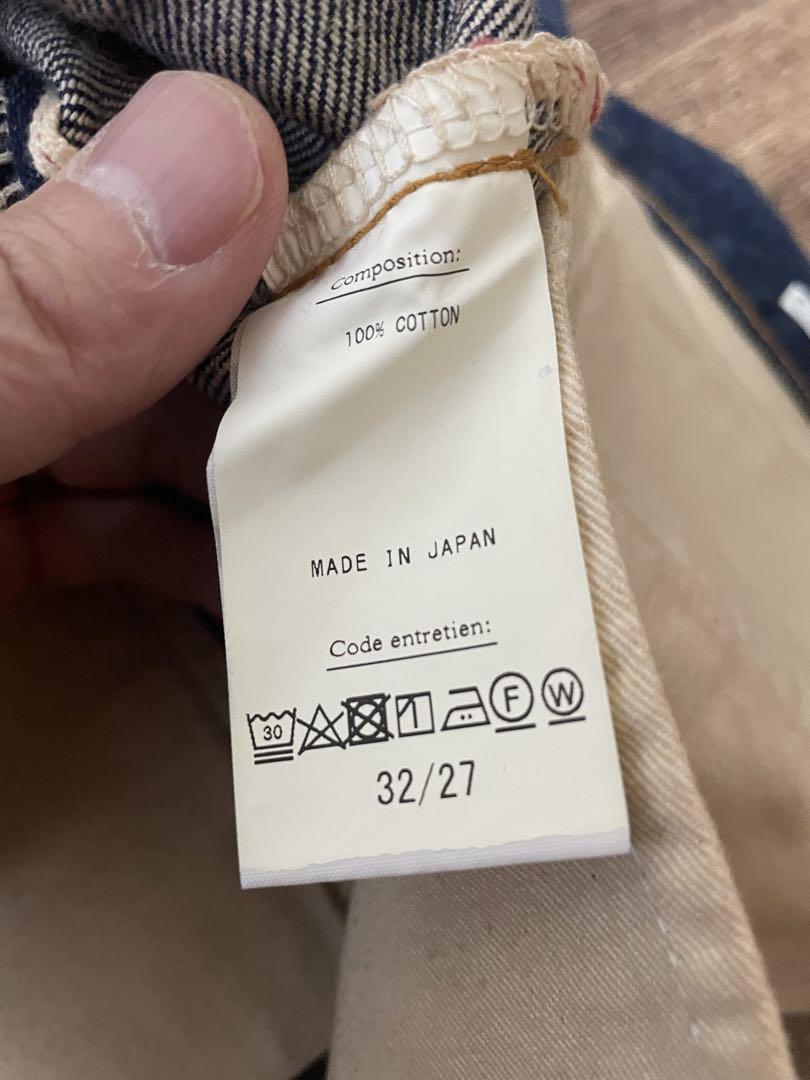 Composition:
100% COTTON
MADE IN JAPAN
Code entretien:
30 F W
32/27